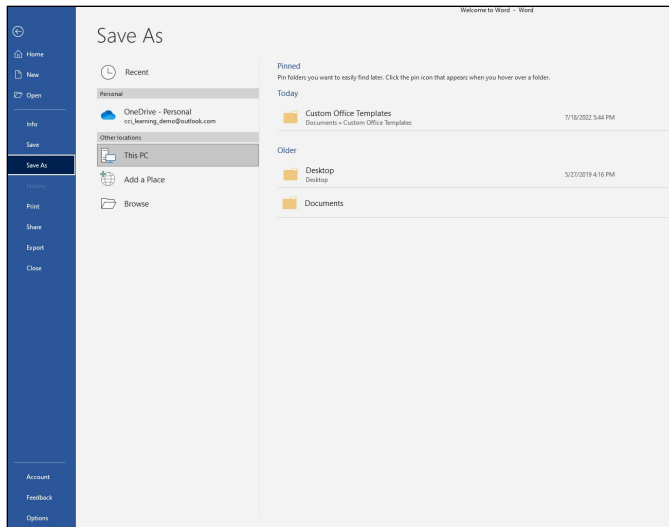 Welcome to Word - Word
Home
New
Open
Info
Save
Save As
History
Print
Share
Export
Close
Account
Feedback
Options
Save As
Recent
Personal
OneDrive - Personal
cci_learning_demo@outlook.com
Other locations
This PC
Add a Place
Browse
Pinned
Pin folders you want to easily find later. Click the pin icon that appears when you hover over a folder.
Today
Custom Office Templates 7/18/2022 5:44 PM
Documents » Custom Office Templates
Older
Desktop 5/27/2019 4:16 PM
Desktop
Documents